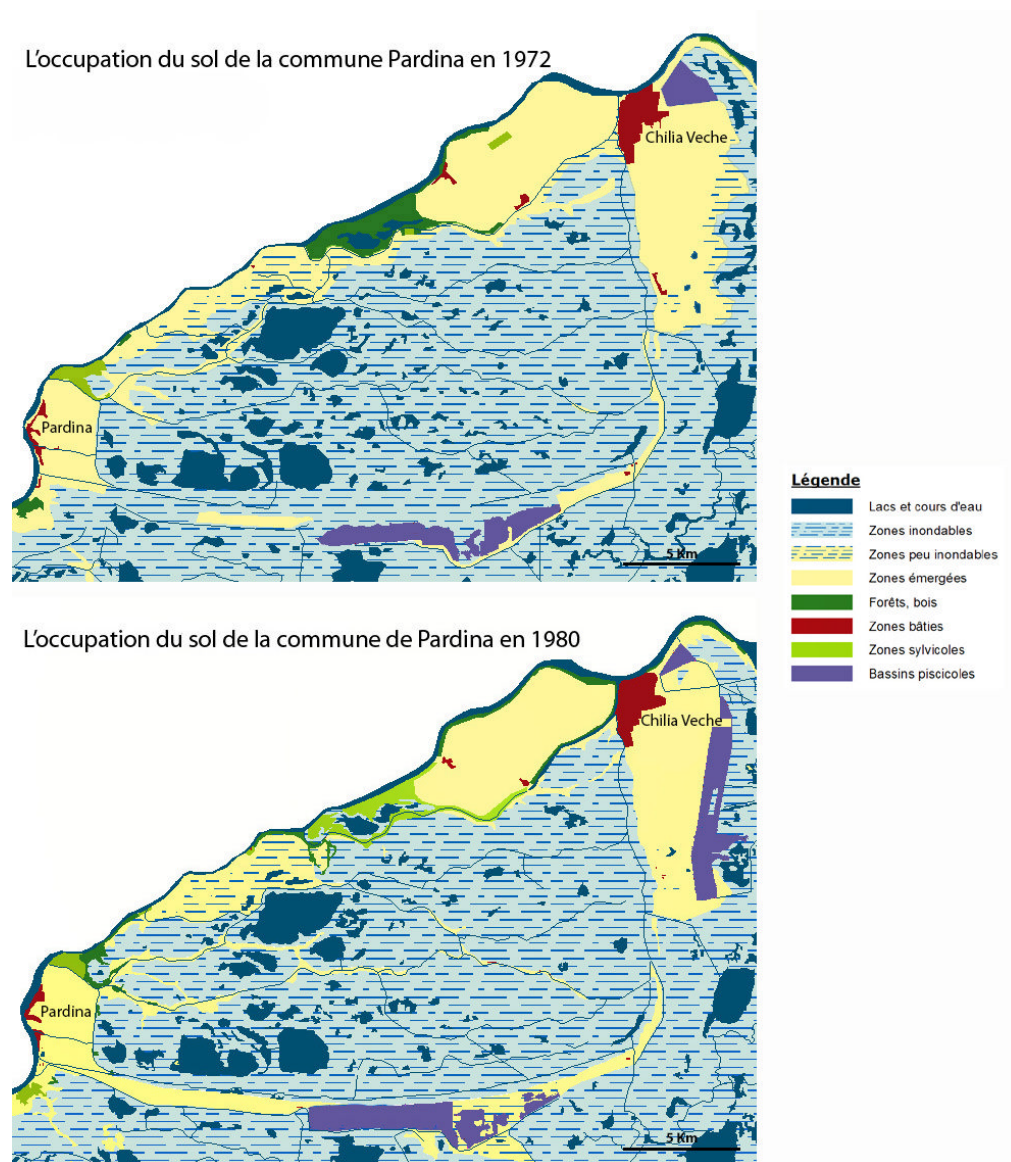 L'occupation du sol de la commune Pardina en 1972
Chilia Veche
Pardina
5 Km
Légende
Lacs et cours d'eau
Zones inondables
Zones peu inondables
Zones émergées
Forêts, bois
Zones bâties
Zones sylvicoles
Bassins piscicoles
L'occupation du sol de la commune de Pardina en 1980
Chilia Veche
Pardina
5 Km